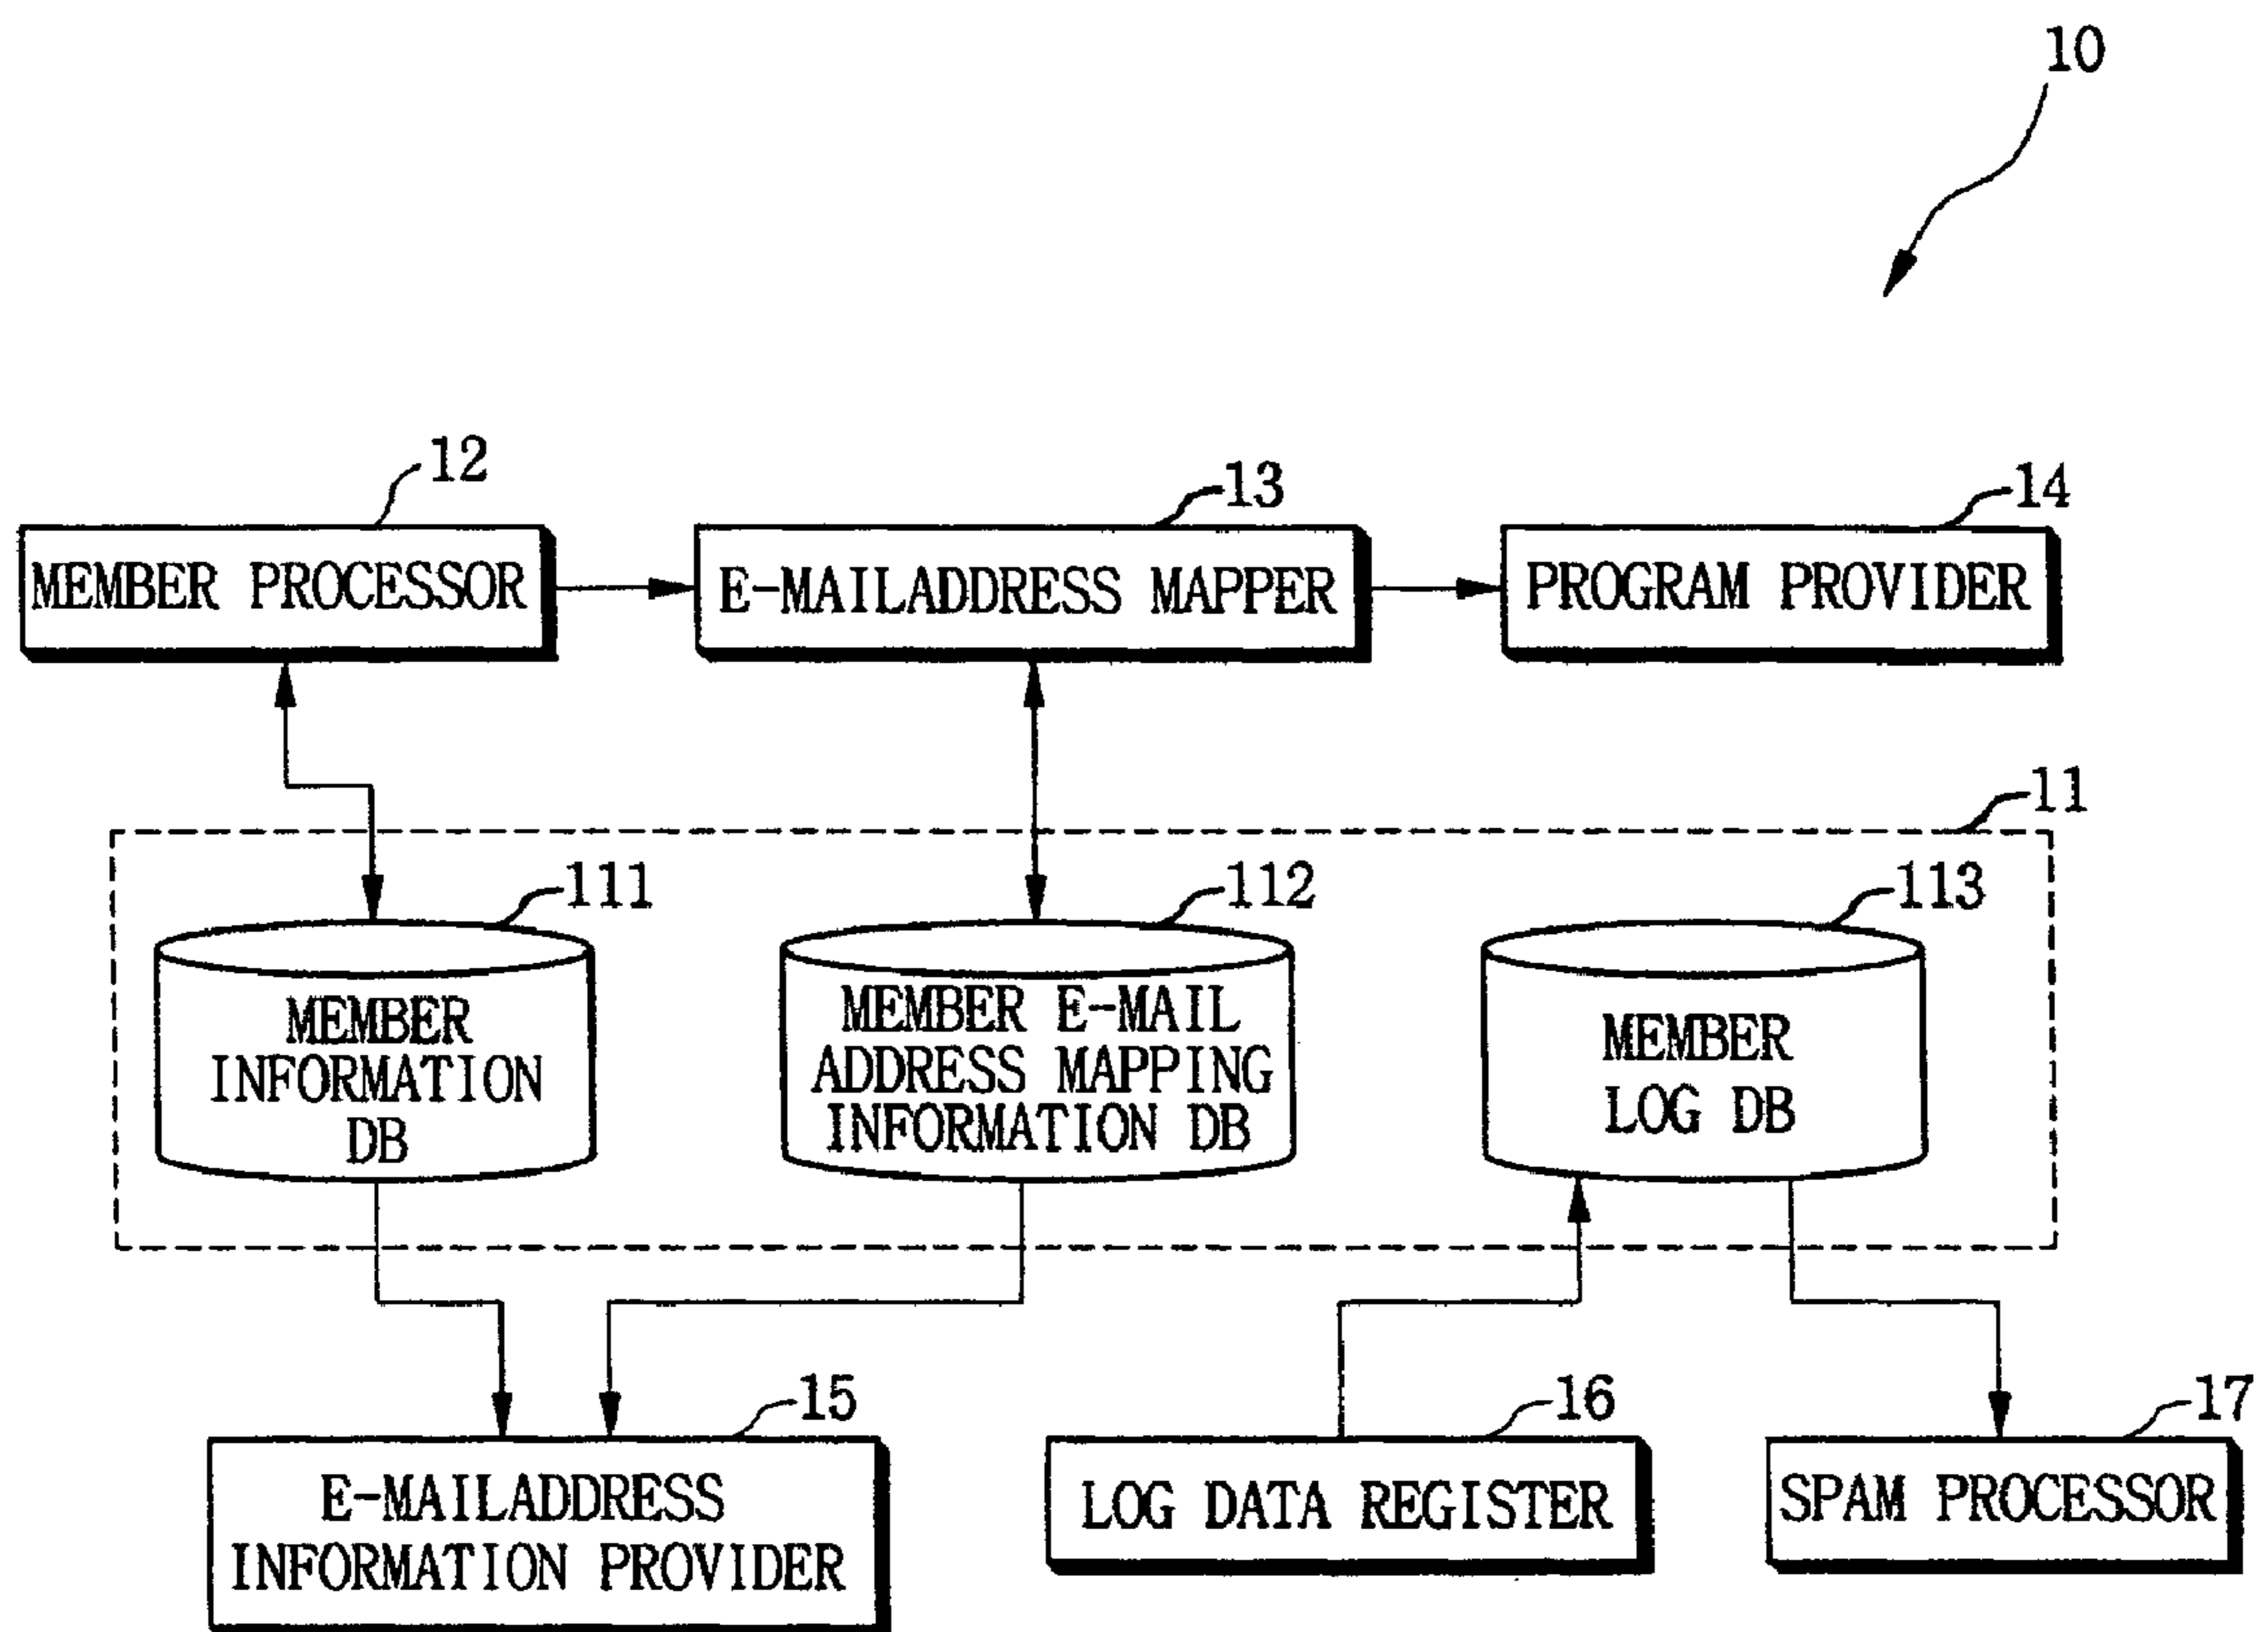 10
12
13
14
MEMBER PROCESSOR
E-MAILADDRESS MAPPER
PROGRAM PROVIDER
11
111
112
113
MEMBER
INFORMATION
DB
MEMBER E-MAIL
ADDRESS MAPPING
INFORMATION DB
MEMBER
LOG DB
15
16
17
E-MAILADDRESS
INFORMATION PROVIDER
LOG DATA REGISTER
SPAM PROCESSOR